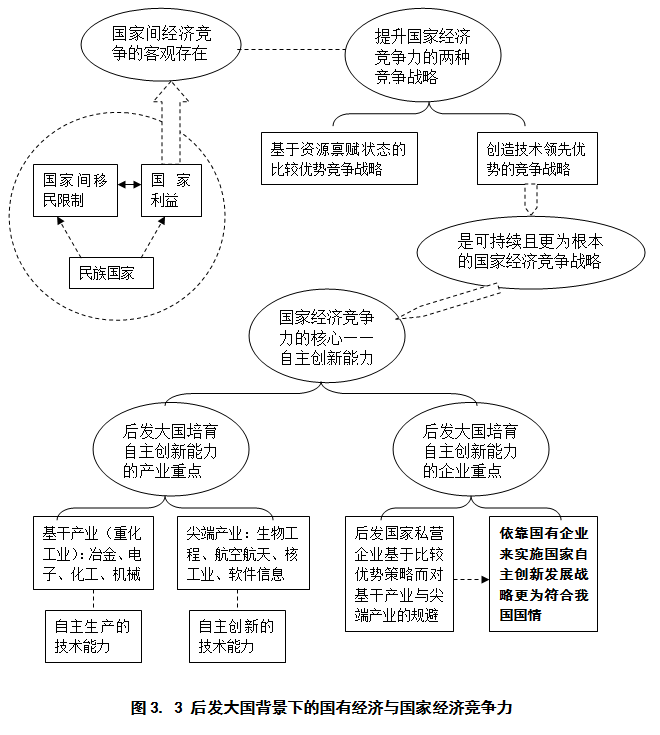 国家间经济竞
争的客观存在
提升国家经济
竞争力的两种
竞争战略
基于资源禀赋状态的
比较优势竞争战略
创造技术领先优
势的竞争战略
国家间移
民限制
国 家
利益
民族国家
是可持续且更为根本
的国家经济竞争战略
国家经济竞争
力的核心——
自主创新能力
后发大国培育
自主创新能力
的产业重点
后发大国培育
自主创新能力
的企业重点
基干产业（重化
工业）：冶金、电
子、化工、机械
尖端产业：生物工
程、航空航天、核
工业、软件信息
后发国家私营
企业基于比较
优势策略而对
基干产业与尖
端产业的规避
依靠国有企业
来实施国家自
主创新发展战
略更为符合我
国国情
自主生产的
技术能力
自主创新的
技术能力
图 3. 3 后发大国背景下的国有经济与国家经济竞争力